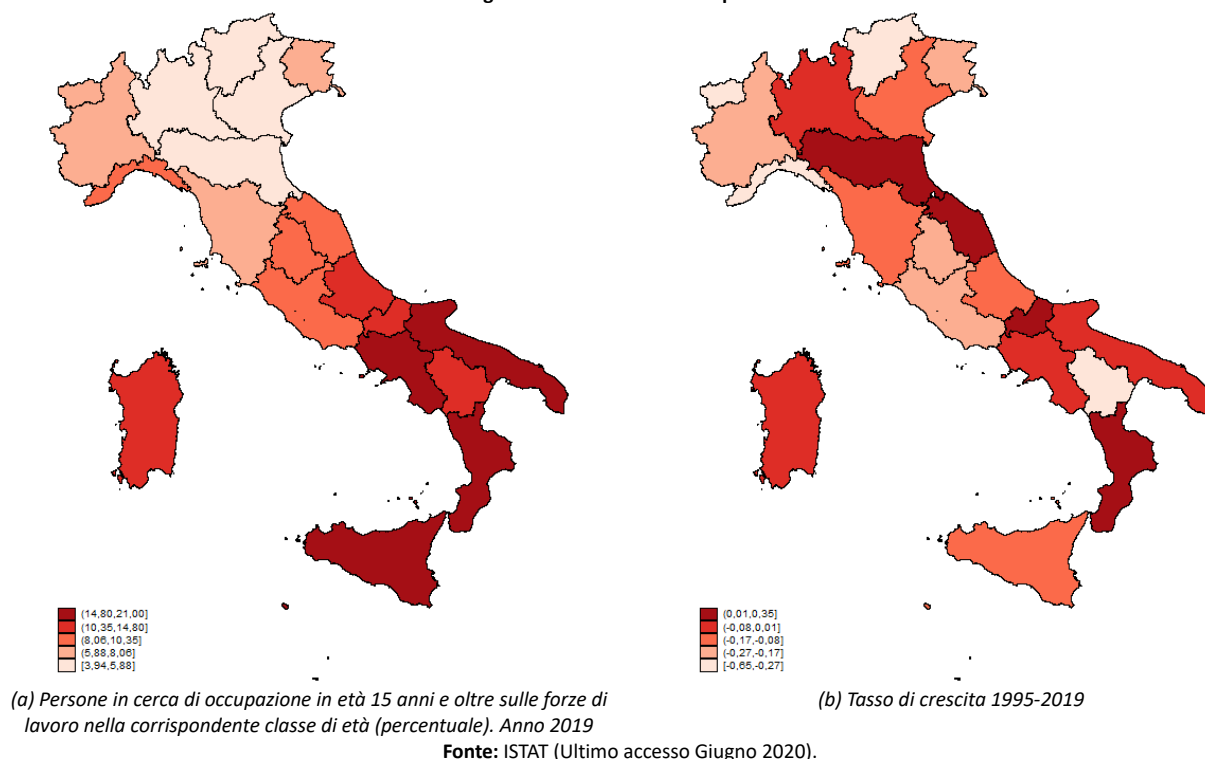 (14,80,21,00]
(10,35,14,80]
(8,06,10,35]
(5,88,8,06]
[3,94,5,88]
(0,01,0,35]
(-0,08,0,01]
(-0,17,-0,08]
(-0,27,-0,17]
[-0,65,-0,27]
(a) Persone in cerca di occupazione in età 15 anni e oltre sulle forze di
lavoro nella corrispondente classe di età (percentuale). Anno 2019
(b) Tasso di crescita 1995-2019
Fonte: ISTAT (Ultimo accesso Giugno 2020).